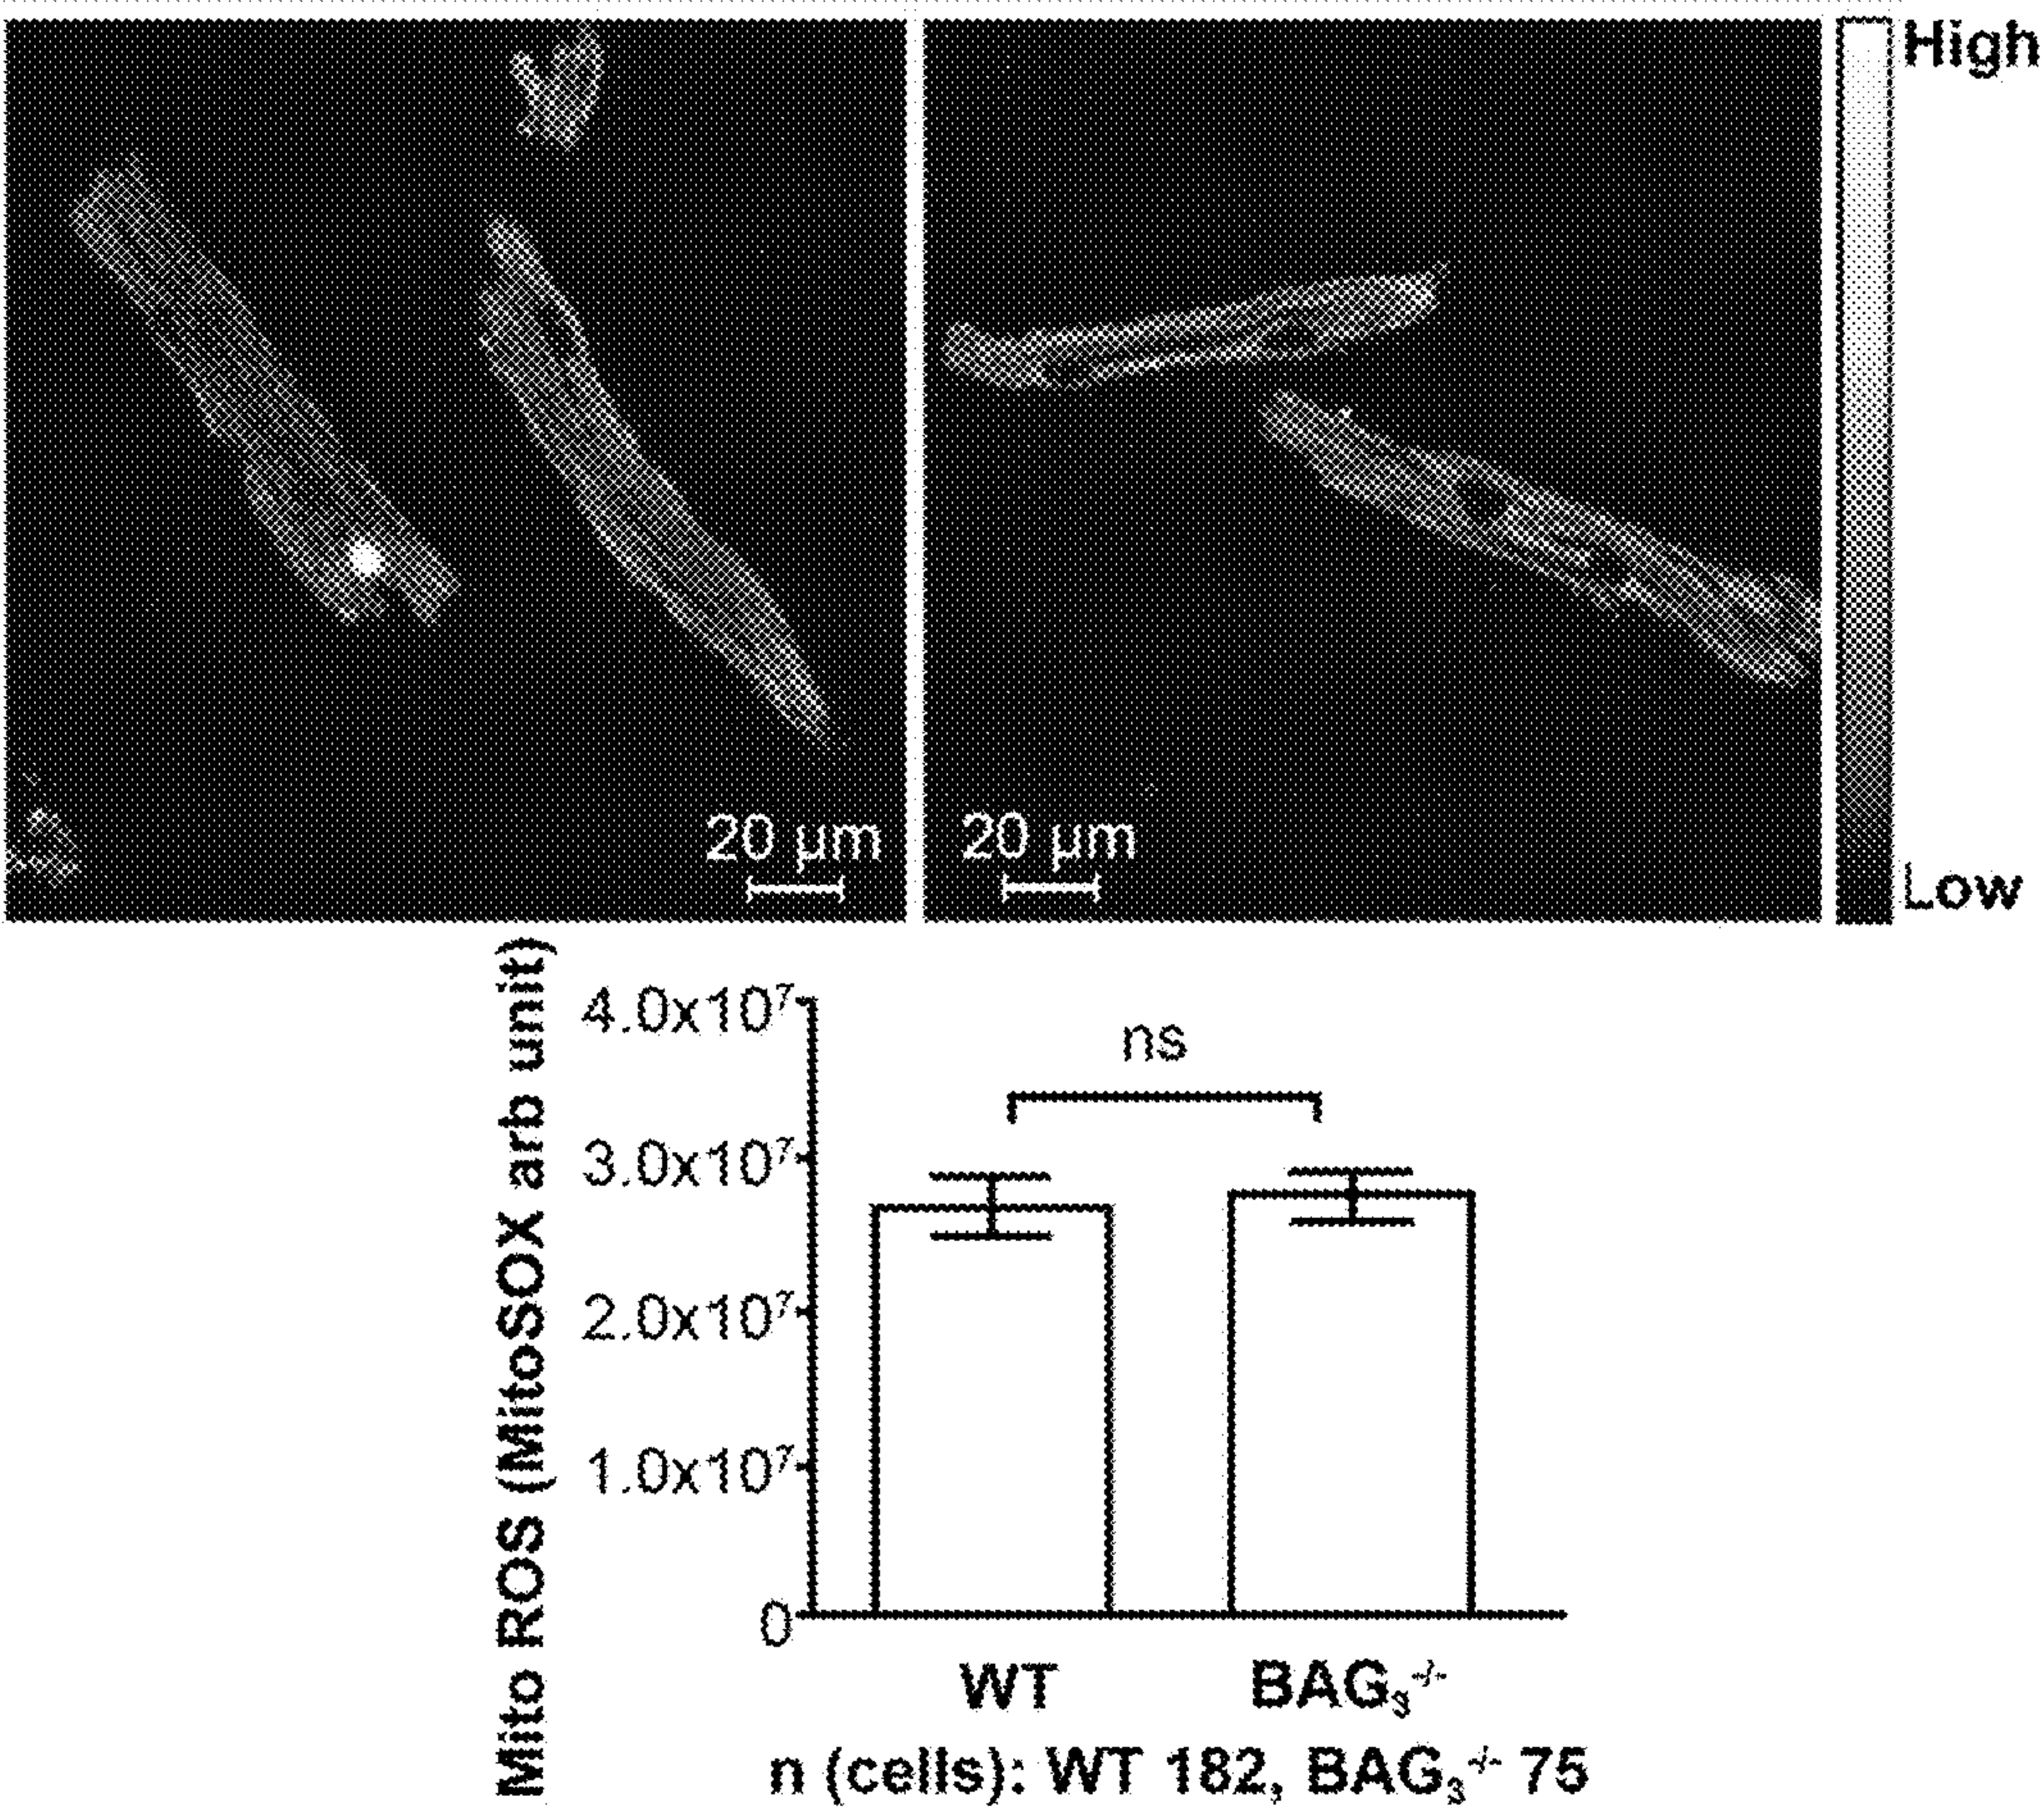 High
Low
20 µm
20 µm
Mito ROS (MitoSOX arb unit)
4.0x10⁷
3.0x10⁷
2.0x10⁷
1.0x10⁷
0
ns
WT BAG₃⁻/⁻
n (cells): WT 182, BAG₃⁻/⁻ 75